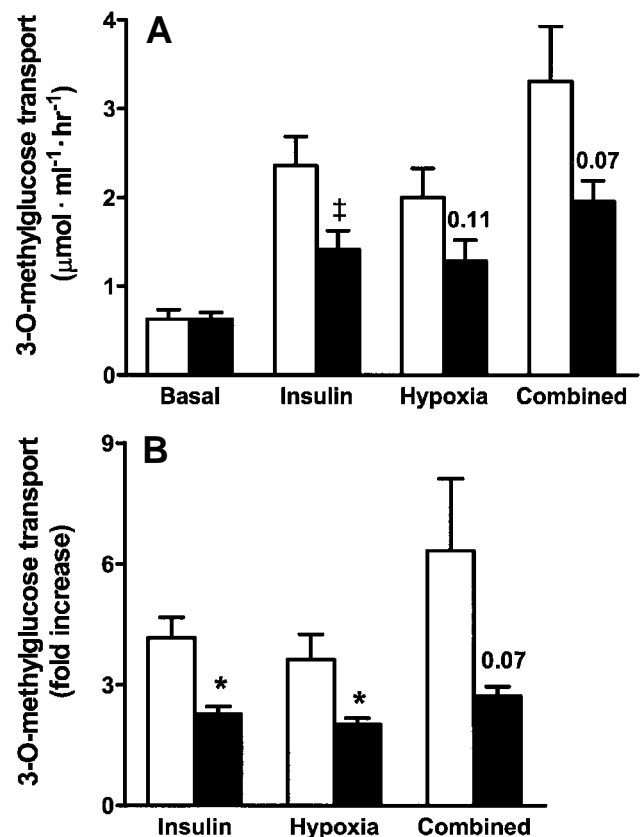 A
3-O-methylglucose transport
(μmol · ml⁻¹ · hr⁻¹)
4
3
2
1
0
‡
0.11
0.07
Basal Insulin Hypoxia Combined
B
3-O-methylglucose transport
(fold increase)
9
6
3
0
*
*
0.07
Insulin Hypoxia Combined